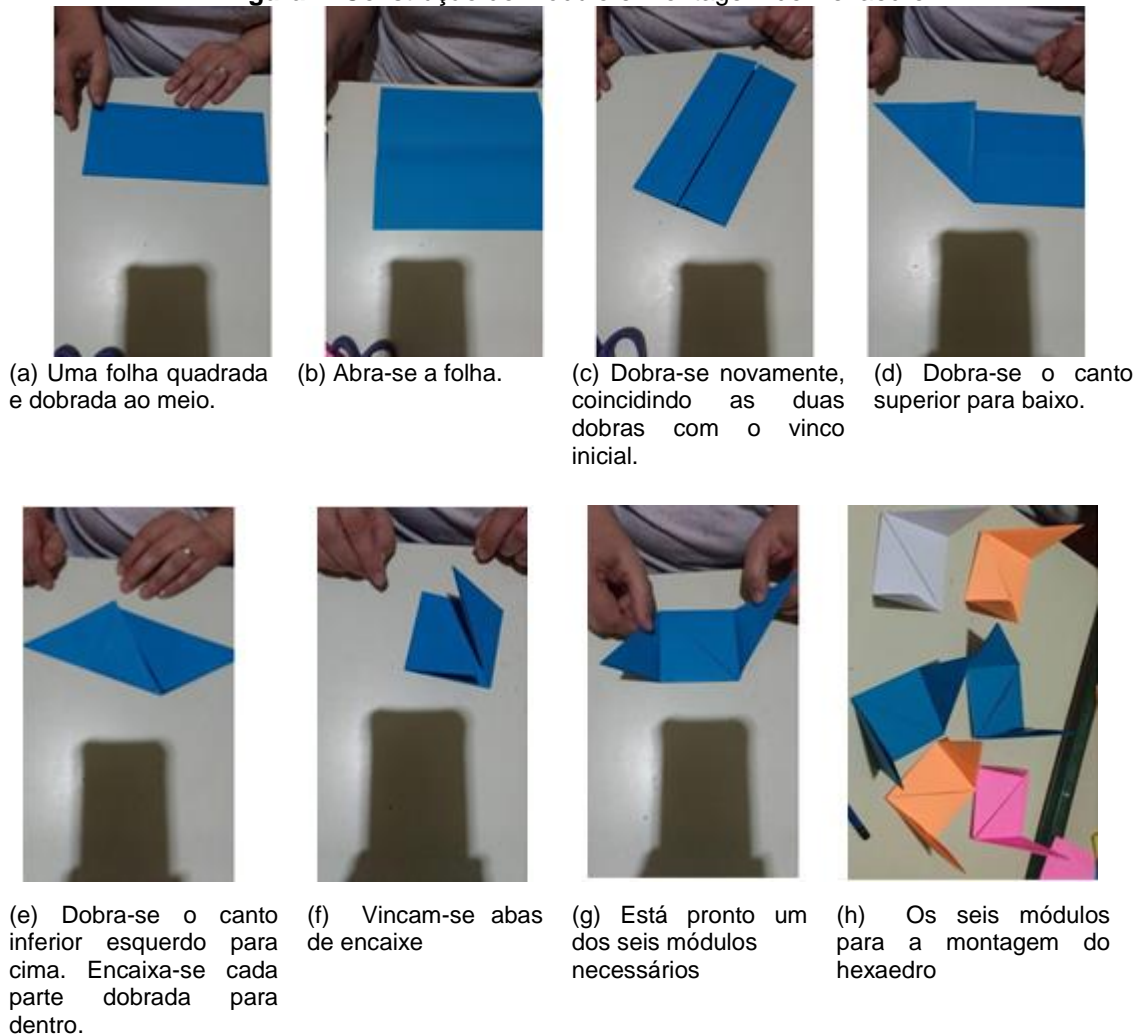 (a) Uma folha quadrada
e dobrada ao meio.
(b) Abra-se a folha.
(c) Dobra-se novamente,
coincidindo as duas
dobras com o vinco
inicial.
(d) Dobra-se o canto
superior para baixo.
(e) Dobra-se o canto
inferior esquerdo para
cima. Encaixa-se cada
parte dobrada para
dentro.
(f) Vincam-se abas
de encaixe
(g) Está pronto um
dos seis módulos
necessários
(h) Os seis módulos
para a montagem do
hexaedro